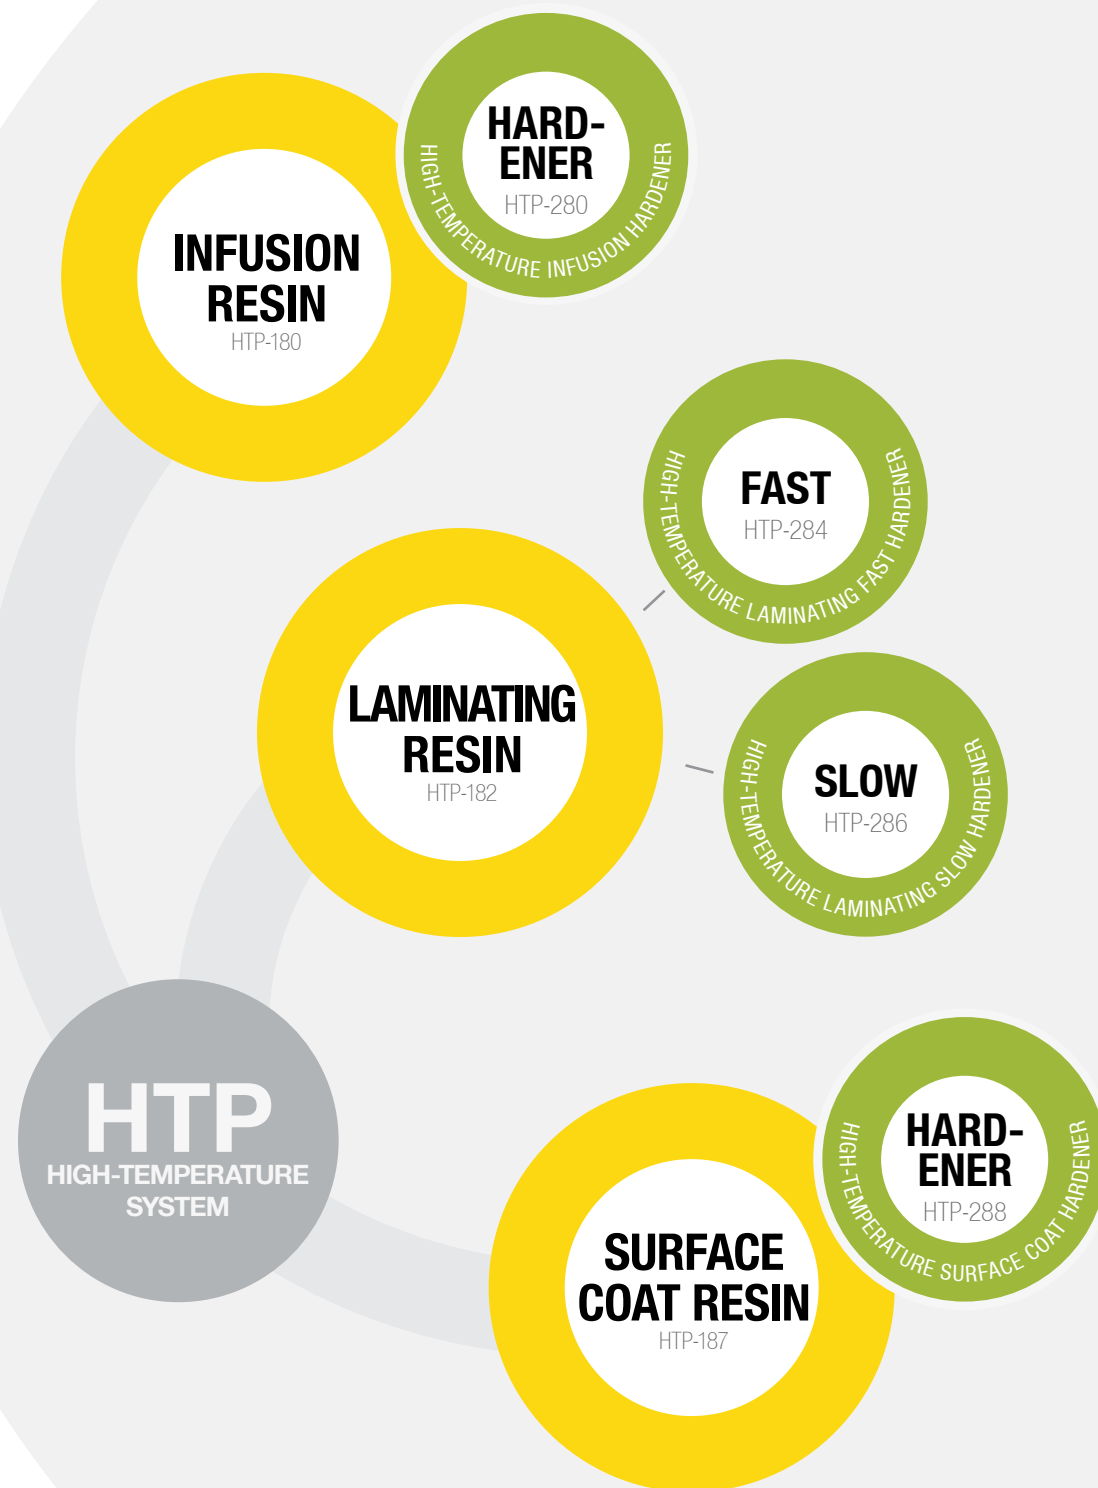 HARD-
ENER
HTP-280
HIGH-TEMPERATURE INFUSION HARDENER
INFUSION
RESIN
HTP-180
FAST
HTP-284
HIGH-TEMPERATURE LAMINATING FAST HARDENER
LAMINATING
RESIN
HTP-182
SLOW
HTP-286
HIGH-TEMPERATURE LAMINATING SLOW HARDENER
HTP
HIGH-TEMPERATURE
SYSTEM
HARD-
ENER
HTP-288
HIGH-TEMPERATURE SURFACE COAT HARDENER
SURFACE
COAT RESIN
HTP-187